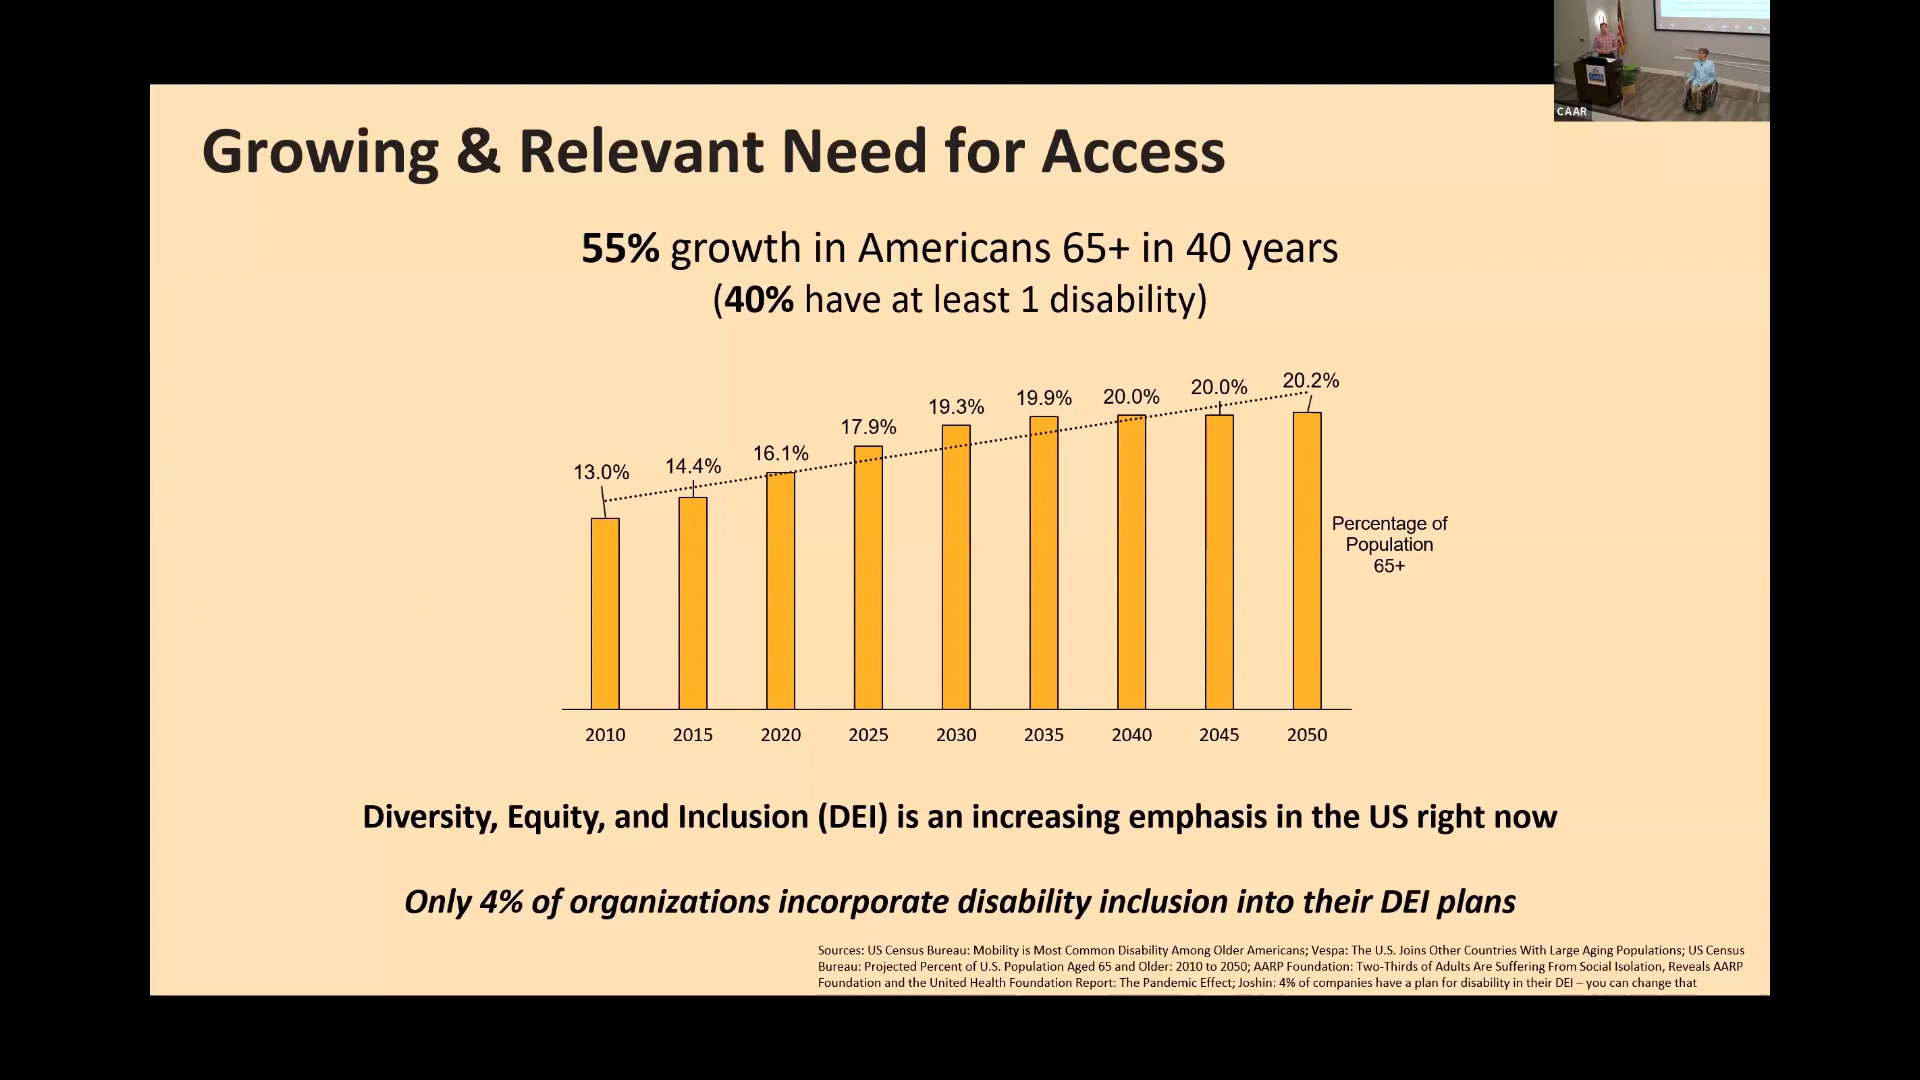 CAAR
Growing & Relevant Need for Access
55% growth in Americans 65+ in 40 years
(40% have at least 1 disability)
13.0% 14.4% 16.1% 17.9% 19.3% 19.9% 20.0% 20.0% 20.2%
Percentage of
Population
65+
2010 2015 2020 2025 2030 2035 2040 2045 2050
Diversity, Equity, and Inclusion (DEI) is an increasing emphasis in the US right now
Only 4% of organizations incorporate disability inclusion into their DEI plans
Sources: US Census Bureau: Mobility is Most Common Disability Among Older Americans; Vespa: The U.S. Joins Other Countries With Large Aging Populations; US Census
Bureau: Projected Percent of U.S. Population Aged 65 and Older: 2010 to 2050; AARP Foundation: Two-Thirds of Adults Are Suffering From Social Isolation, Reveals AARP
Foundation and the United Health Foundation Report: The Pandemic Effect; Joshin: 4% of companies have a plan for disability in their DEI – you can change that